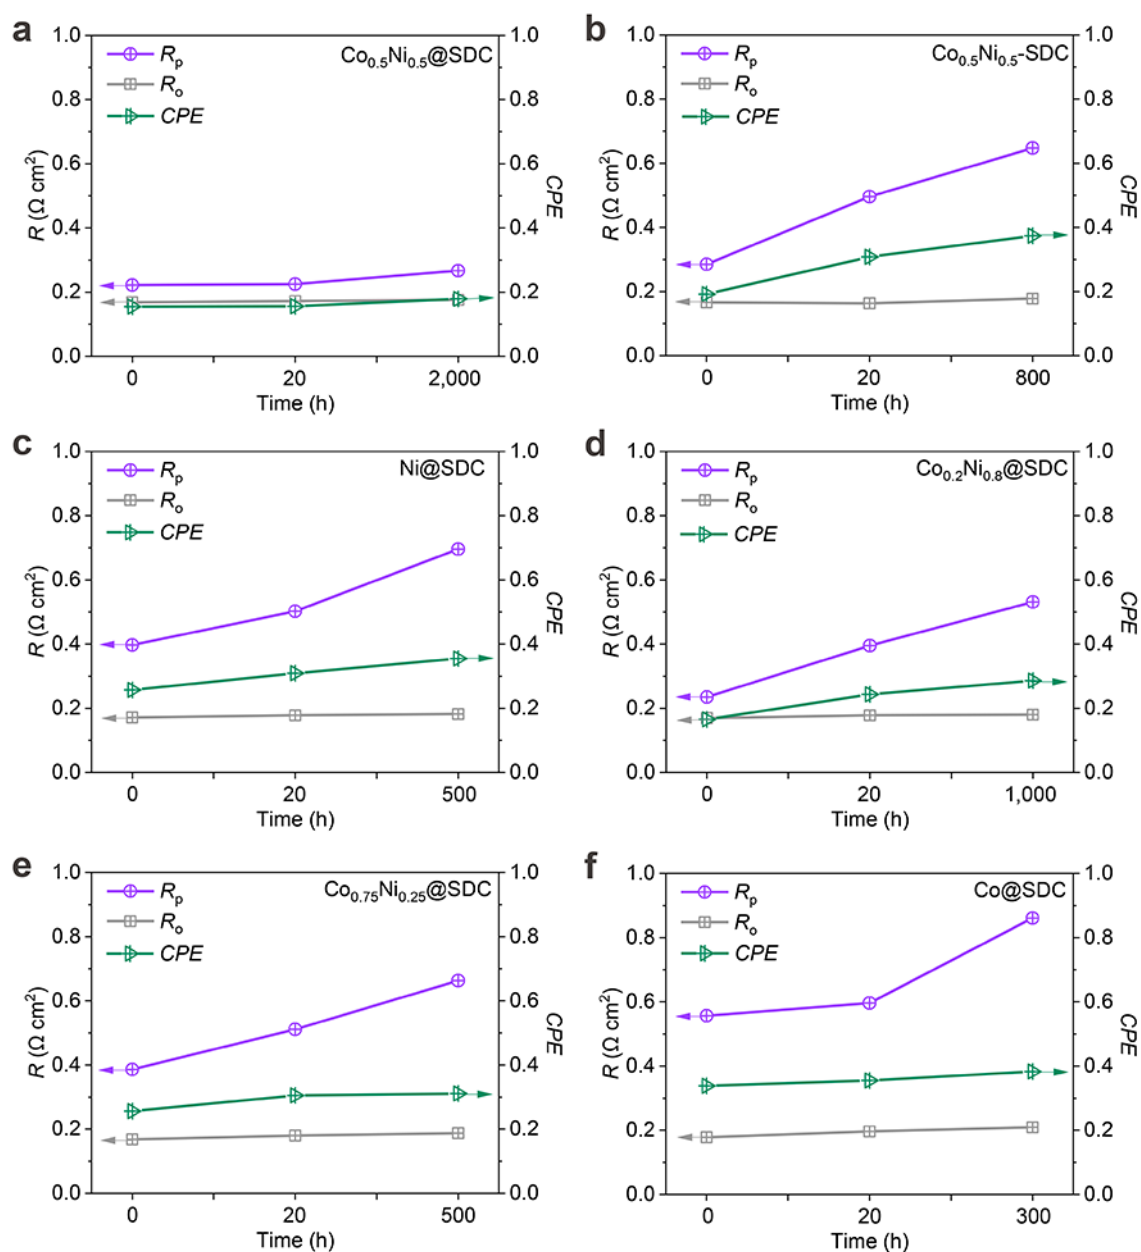 a
Co0.5Ni0.5@SDC
Rp
Ro
CPE
1.0
0.8
0.6
0.4
0.2
0.0
R (Ω cm²)
1.0
0.8
0.6
0.4
0.2
0.0
CPE
0 20 2,000
Time (h)
b
Co0.5Ni0.5-SDC
Rp
Ro
CPE
1.0
0.8
0.6
0.4
0.2
0.0
R (Ω cm²)
1.0
0.8
0.6
0.4
0.2
0.0
CPE
0 20 800
Time (h)
c
Ni@SDC
Rp
Ro
CPE
1.0
0.8
0.6
0.4
0.2
0.0
R (Ω cm²)
1.0
0.8
0.6
0.4
0.2
0.0
CPE
0 20 500
Time (h)
d
Co0.2Ni0.8@SDC
Rp
Ro
CPE
1.0
0.8
0.6
0.4
0.2
0.0
R (Ω cm²)
1.0
0.8
0.6
0.4
0.2
0.0
CPE
0 20 1,000
Time (h)
e
Co0.75Ni0.25@SDC
Rp
Ro
CPE
1.0
0.8
0.6
0.4
0.2
0.0
R (Ω cm²)
1.0
0.8
0.6
0.4
0.2
0.0
CPE
0 20 500
Time (h)
f
Co@SDC
Rp
Ro
CPE
1.0
0.8
0.6
0.4
0.2
0.0
R (Ω cm²)
1.0
0.8
0.6
0.4
0.2
0.0
CPE
0 20 300
Time (h)